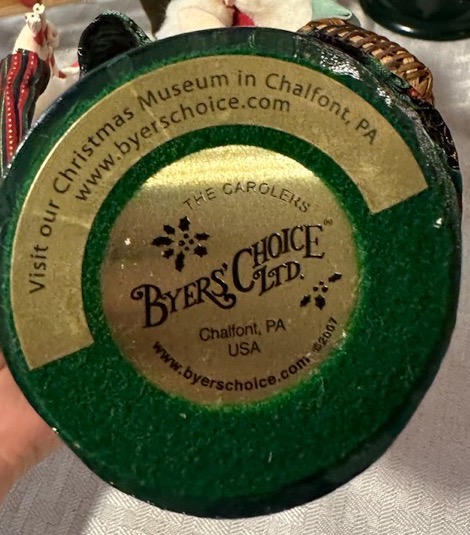 Visit our Christmas Museum in Chalfont, PA
www.byerschoice.com
THE CAROLERS
BYERS' CHOICE
LTD.
Chalfont, PA
USA
www.byerschoice.com ©2007